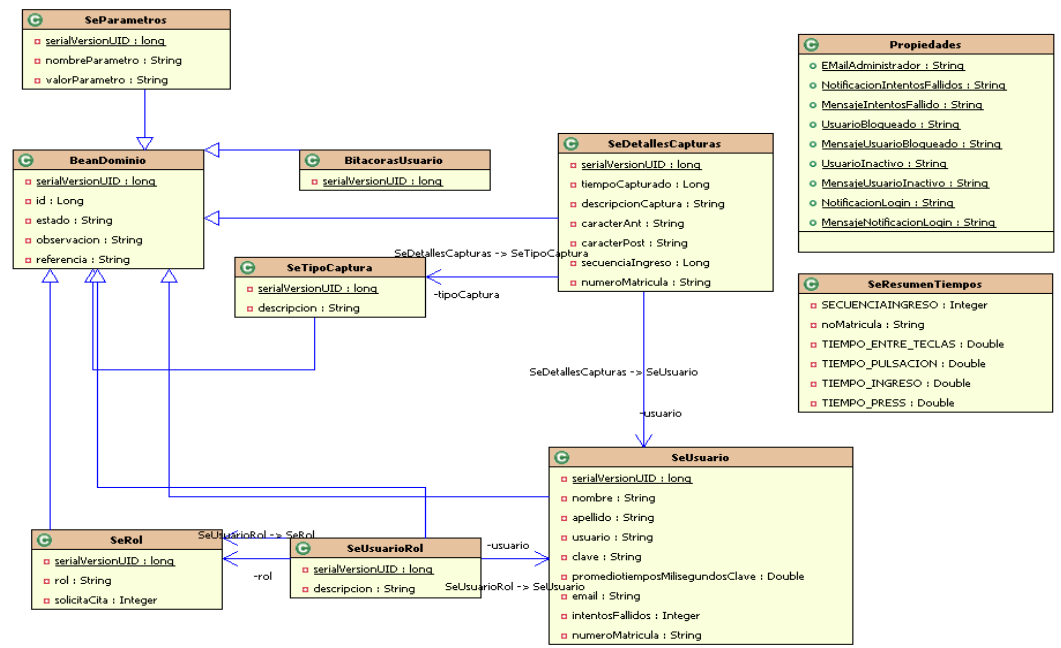 SeParametros
serialVersionUID : long
nombreParametro : String
valorParametro : String
Propiedades
EMailAdministrador : String
NotificacionIntentosFallidos : String
MensajeIntentosFallido : String
UsuarioBloqueado : String
MensajeUsuarioBloqueado : String
UsuarioInactivo : String
MensajeUsuarioInactivo : String
NotificacionLogin : String
MensajeNotificacionLogin : String
BeanDominio
serialVersionUID : long
id : Long
estado : String
observacion : String
referencia : String
BitacorasUsuario
serialVersionUID : long
SeDetallesCapturas
serialVersionUID : long
tiempoCapturado : Long
descripcionCaptura : String
caracterAnt : String
caracterPost : String
secuenciaIngreso : Long
numeroMatricula : String
SeDetallesCapturas -> SeTipoCaptura
-tipoCaptura
SeTipoCaptura
serialVersionUID : long
descripcion : String
SeResumenTiempos
SECUENCIAINGRESO : Integer
noMatricula : String
TIEMPO_ENTRE_TECLAS : Double
TIEMPO_PULSACION : Double
TIEMPO_INGRESO : Double
TIEMPO_PRESS : Double
SeDetallesCapturas -> SeUsuario
-usuario
SeUsuario
serialVersionUID : long
nombre : String
apellido : String
usuario : String
clave : String
promediotiemposMilisegundosClave : Double
email : String
intentosFallidos : Integer
numeroMatricula : String
SeRol
serialVersionUID : long
rol : String
solicitaCita : Integer
SeUsuarioRol -> SeRol
-rol
SeUsuarioRol
serialVersionUID : long
descripcion : String
-usuario
SeUsuarioRol -> SeUsuario